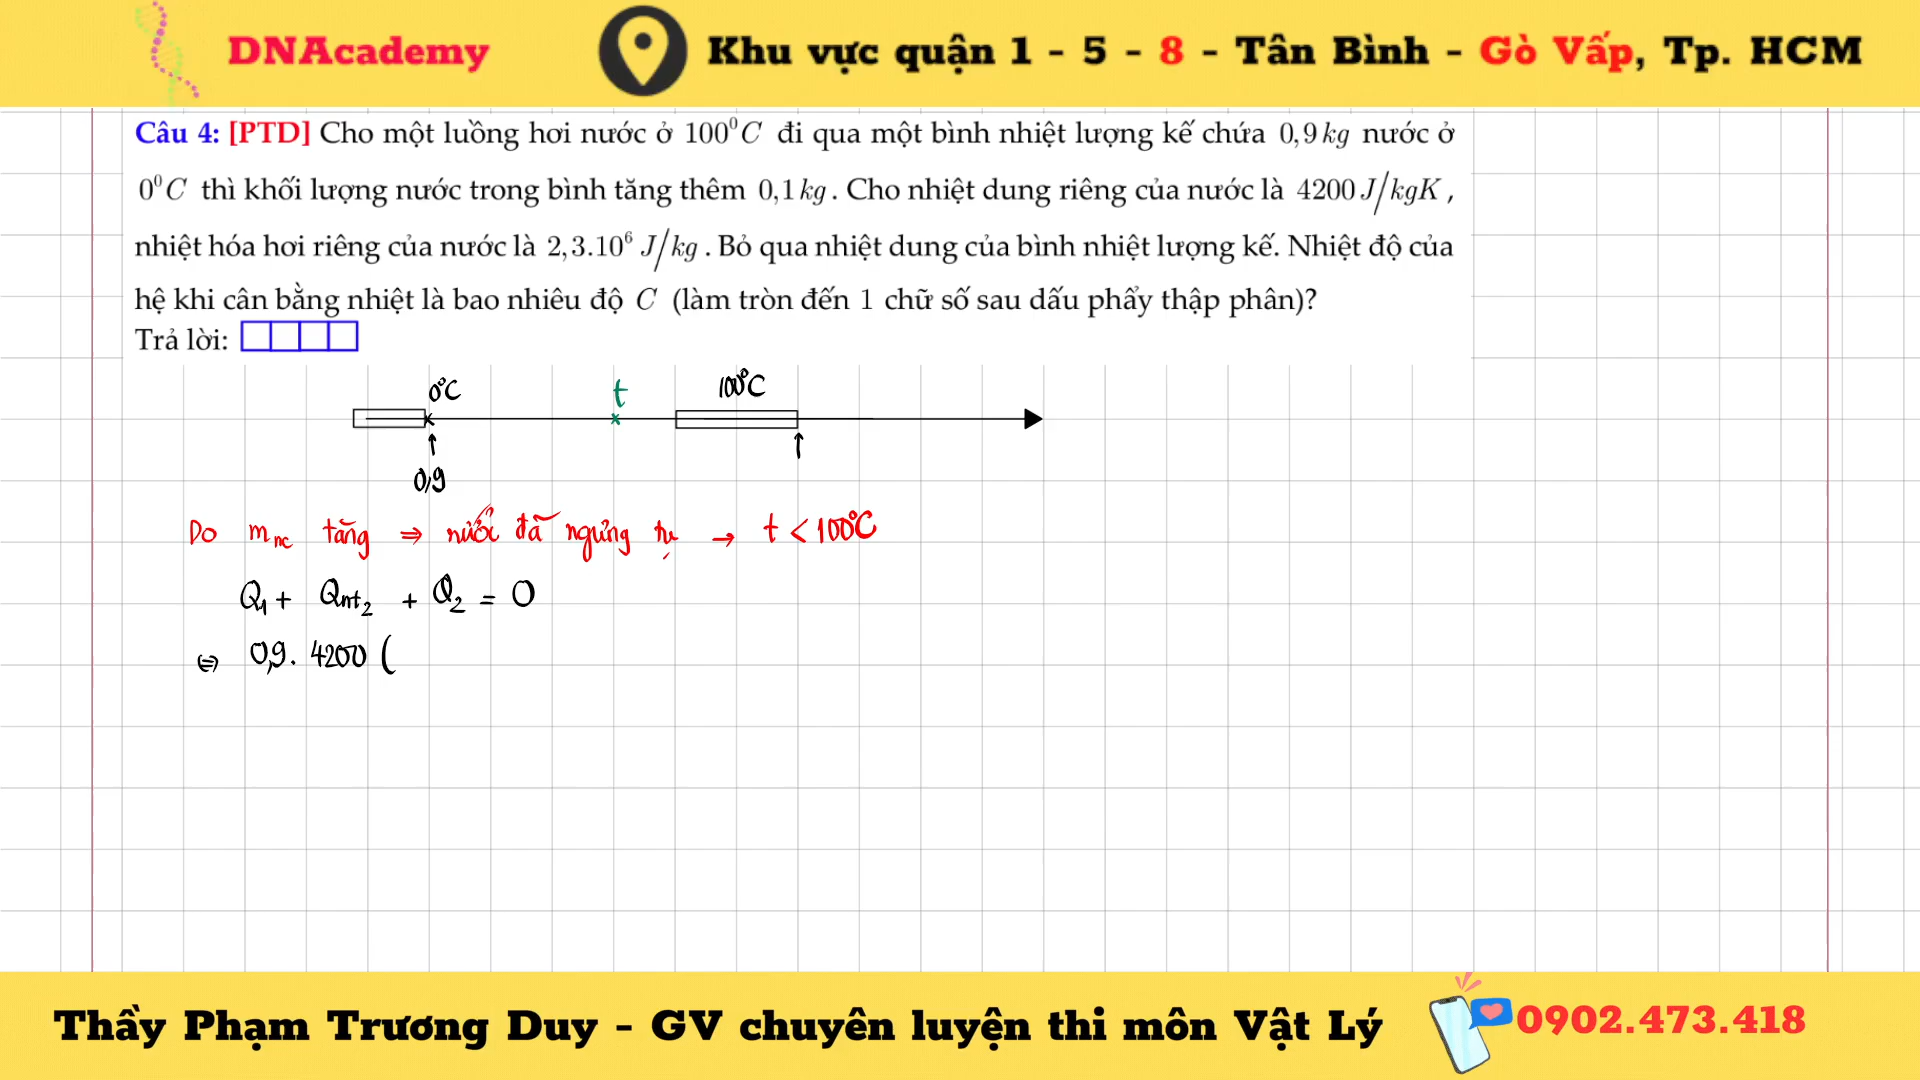 DNAcademy
Khu vực quận 1 - 5 - 8 - Tân Bình - Gò Vấp, Tp. HCM
Câu 4: [PTD] Cho một luồng hơi nước ở 100⁰C đi qua một bình nhiệt lượng kế chứa 0,9 kg nước ở
0⁰C thì khối lượng nước trong bình tăng thêm 0,1 kg. Cho nhiệt dung riêng của nước là 4200 J/kgK,
nhiệt hóa hơi riêng của nước là 2,3.10⁶ J/kg. Bỏ qua nhiệt dung của bình nhiệt lượng kế. Nhiệt độ của
hệ khi cân bằng nhiệt là bao nhiêu độ C (làm tròn đến 1 chữ số sau dấu phẩy thập phân)?
Trả lời:
0°C t 100°C
0,9
Do m_nc tăng ⇒ nước đã ngưng tụ → t < 100°C
Q₁ + Q_nt₂ + Q₂ = 0
⇔ 0,9. 4200 (
Thầy Phạm Trương Duy - GV chuyên luyện thi môn Vật Lý
0902.473.418